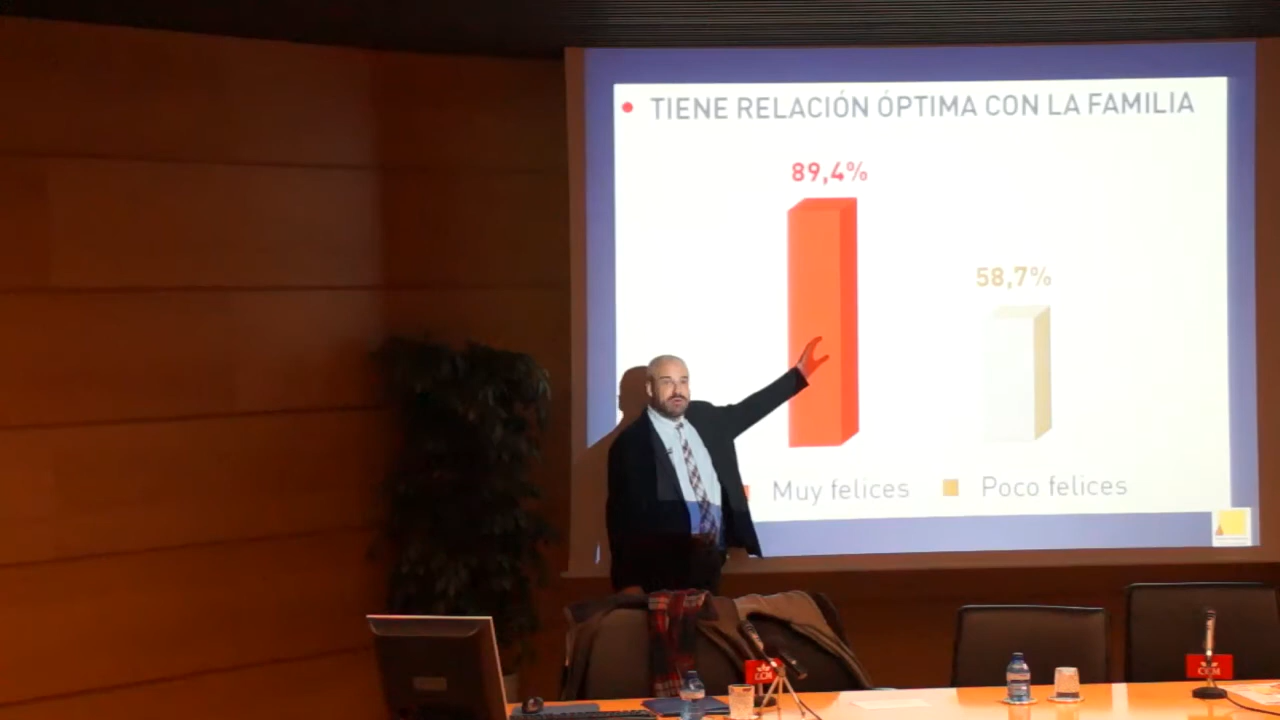 • TIENE RELACIÓN ÓPTIMA CON LA FAMILIA
89,4%
58,7%
Muy felices
Poco felices